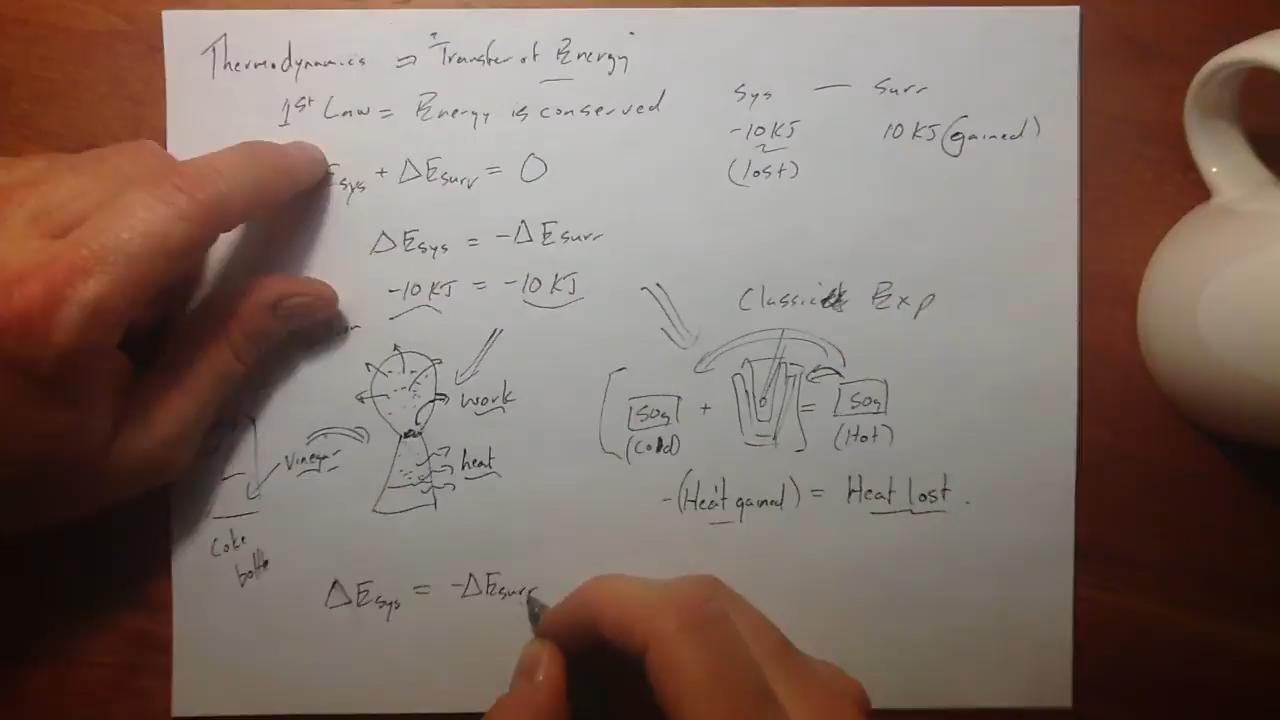 Thermodynamics ⇒ "Transfer of Energy"
1st Law = Energy is conserved
Esys + ΔEsurr = 0
ΔEsys = -ΔEsurr
-10 KJ = -10 KJ
sys — surr
-10 KJ 10 KJ (gained)
(lost)
Classic Exp
work
heat
Vinegar
Coke
bottle
50g + = 50g
(cold) (Hot)
-(Heat gained) = Heat lost.
ΔEsys = -ΔEsurr